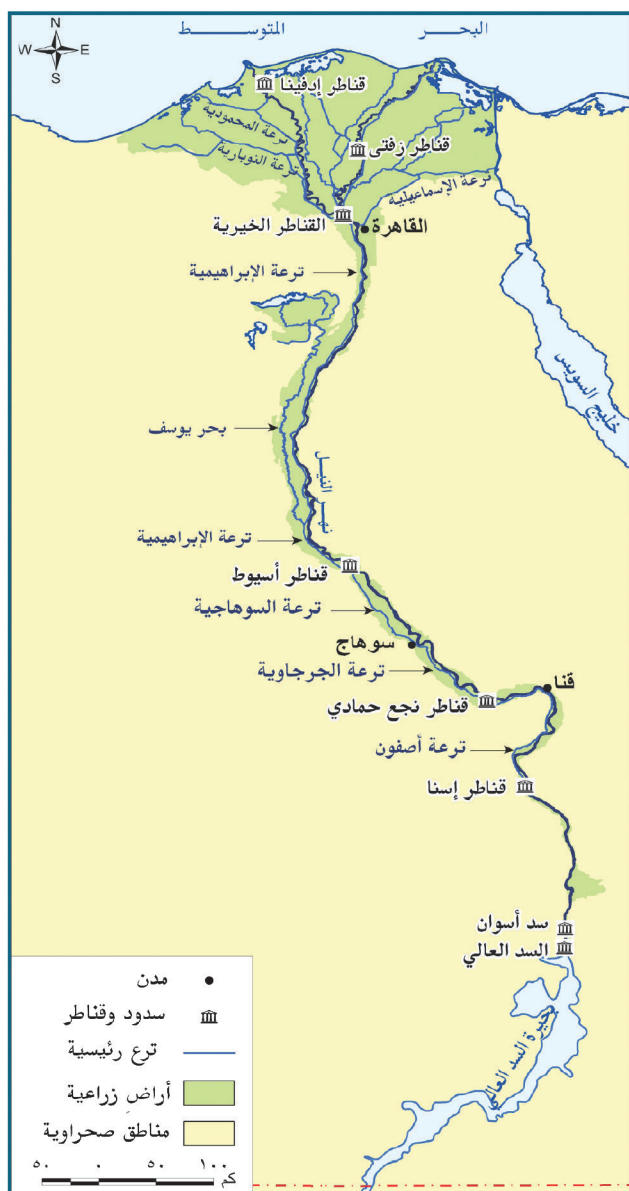 البحر المتوسط
N
W E
S
قناطر إدفينا
ترعة المحمودية
قناطر زفتى
ترعة النوبارية
ترعة الإسماعيلية
القناطر الخيرية
القاهرة
ترعة الإبراهيمية
خليج السويس
بحر يوسف
نهر النيل
ترعة الإبراهيمية
قناطر أسيوط
ترعة السوهاجية
سوهاج
ترعة الجرجاوية
قنا
قناطر نجع حمادي
ترعة أصفون
قناطر إسنا
سد أسوان
السد العالي
بحيرة السد العالي
مدن
سدود وقناطر
ترع رئيسية
أراضٍ زراعية
مناطق صحراوية
٥٠ ٠ ٥٠ ١٠٠
كم